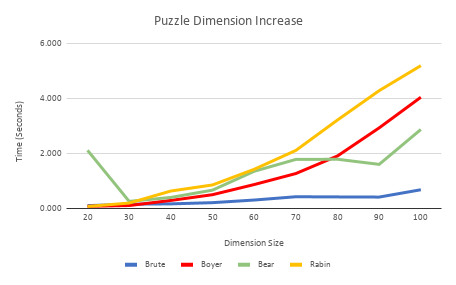 Puzzle Dimension Increase
6.000
4.000
2.000
0.000
Time (Seconds)
20 30 40 50 60 70 80 90 100
Dimension Size
Brute Boyer Bear Rabin